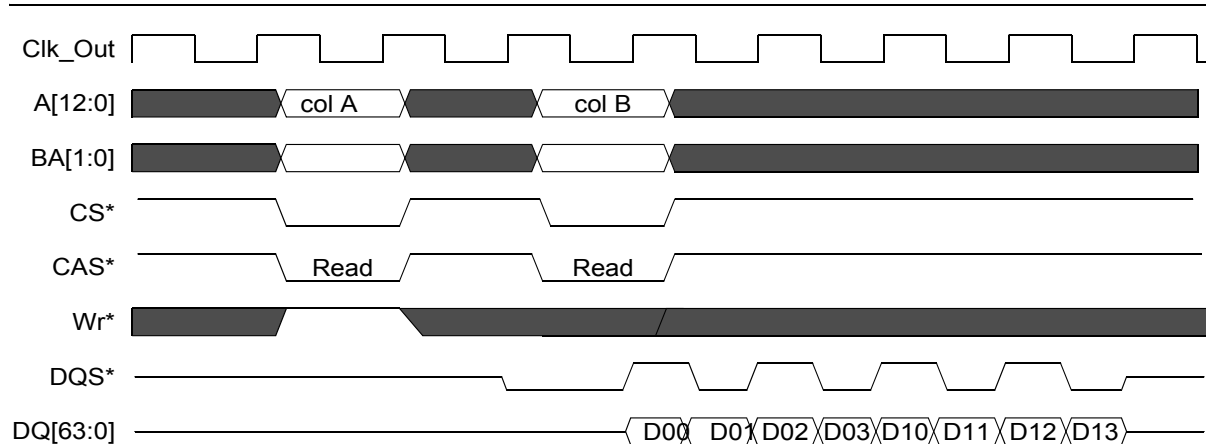 Clk_Out
A[12:0] col A col B
BA[1:0]
CS*
CAS* Read Read
Wr*
DQS*
DQ[63:0] D00 D01 D02 D03 D10 D11 D12 D13